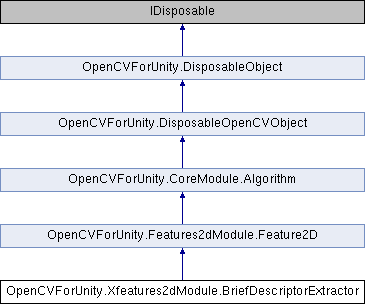 IDisposable
OpenCVForUnity.DisposableObject
OpenCVForUnity.DisposableOpenCVObject
OpenCVForUnity.CoreModule.Algorithm
OpenCVForUnity.Features2dModule.Feature2D
OpenCVForUnity.Xfeatures2dModule.BriefDescriptorExtractor